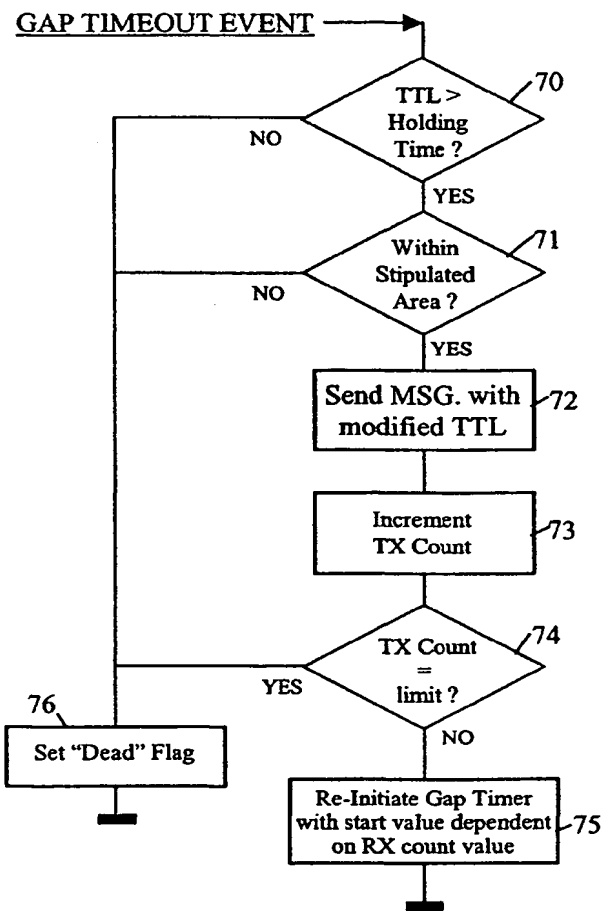 GAP TIMEOUT EVENT
70
TTL >
Holding
Time ?
NO
YES
71
Within
Stipulated
Area ?
NO
YES
Send MSG. with
modified TTL
72
Increment
TX Count
73
74
TX Count
=
limit ?
YES
NO
76
Set "Dead" Flag
Re-Initiate Gap Timer
with start value dependent
on RX count value
75